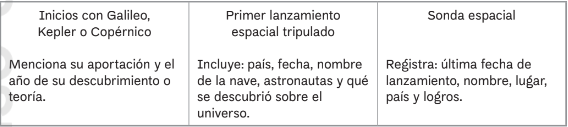 Inicios con Galileo,
Kepler o Copérnico
Menciona su aportación y el
año de su descubrimiento o
teoría.
Primer lanzamiento
espacial tripulado
Incluye: país, fecha, nombre
de la nave, astronautas y qué
se descubrió sobre el
universo.
Sonda espacial
Registra: última fecha de
lanzamiento, nombre, lugar,
país y logros.